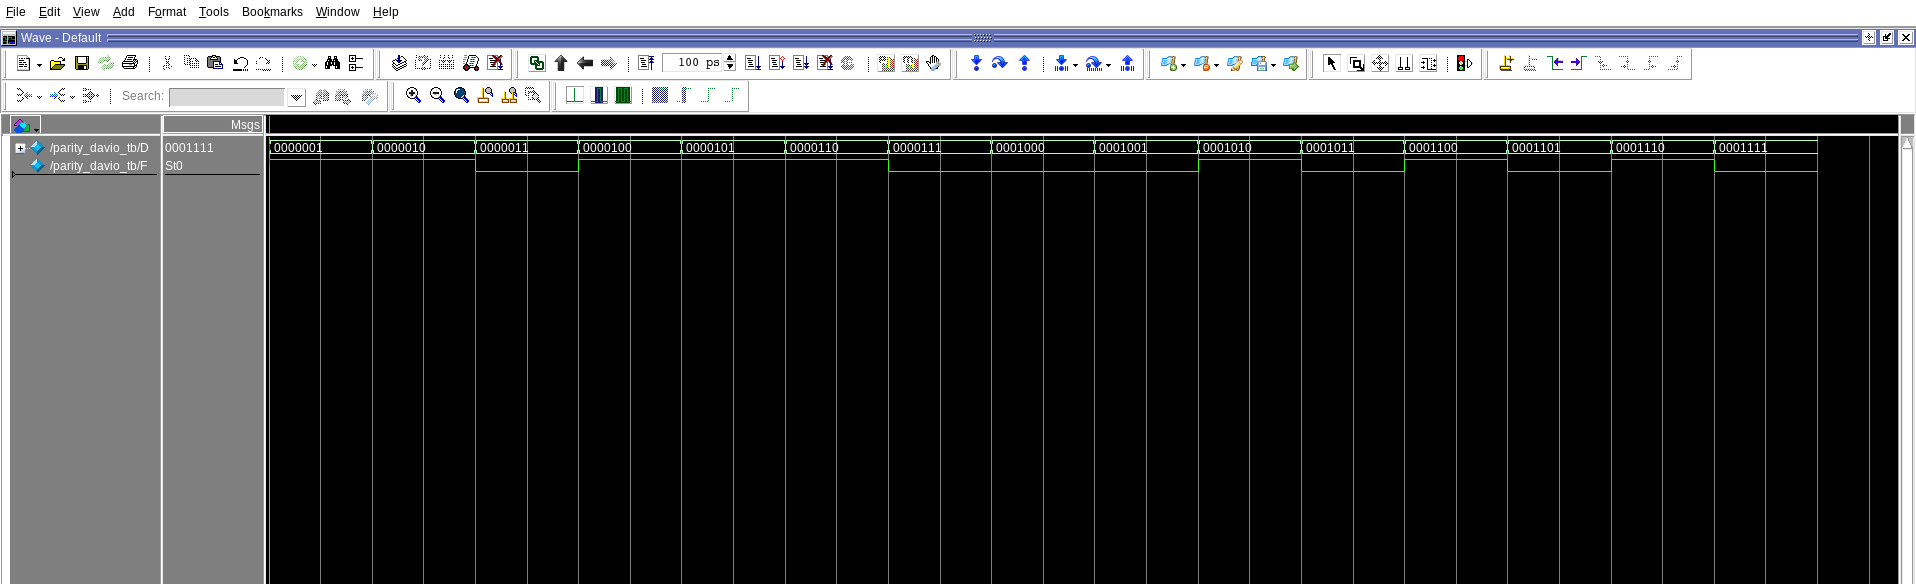 File Edit View Add Format Tools Bookmarks Window Help
Wave - Default
100 ps
Search:
Msgs
/parity_davio_tb/D 0001111 0000001 0000010 0000011 0000100 0000101 0000110 0000111 0001000 0001001 0001010 0001011 0001100 0001101 0001110 0001111
/parity_davio_tb/F St0